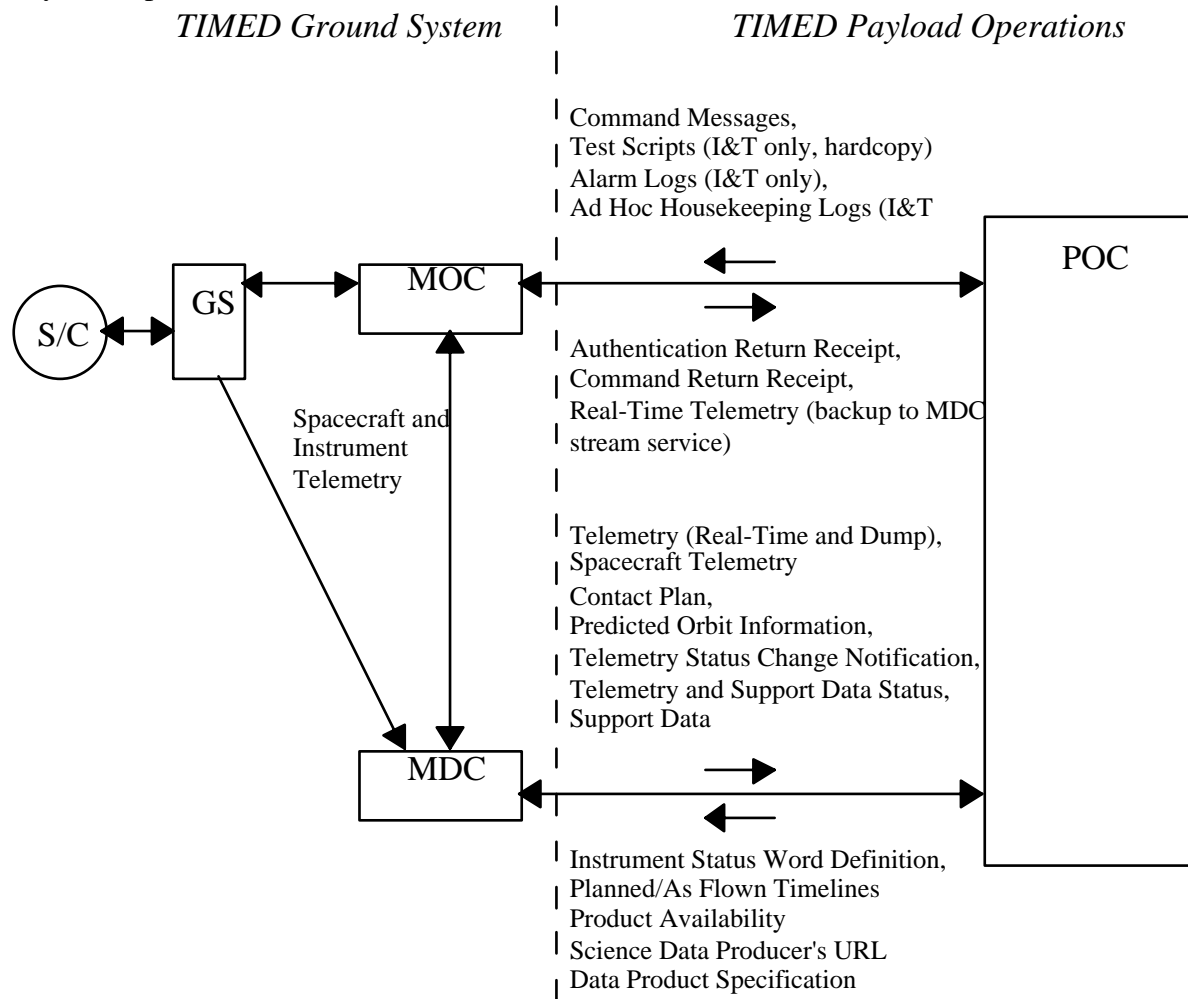 TIMED Ground System
TIMED Payload Operations
Command Messages,
Test Scripts (I&T only, hardcopy)
Alarm Logs (I&T only),
Ad Hoc Housekeeping Logs (I&T
POC
MOC
GS
S/C
Authentication Return Receipt,
Command Return Receipt,
Real-Time Telemetry (backup to MDC
stream service)
Spacecraft and
Instrument
Telemetry
Telemetry (Real-Time and Dump),
Spacecraft Telemetry
Contact Plan,
Predicted Orbit Information,
Telemetry Status Change Notification,
Telemetry and Support Data Status,
Support Data
MDC
Instrument Status Word Definition,
Planned/As Flown Timelines
Product Availability
Science Data Producer's URL
Data Product Specification